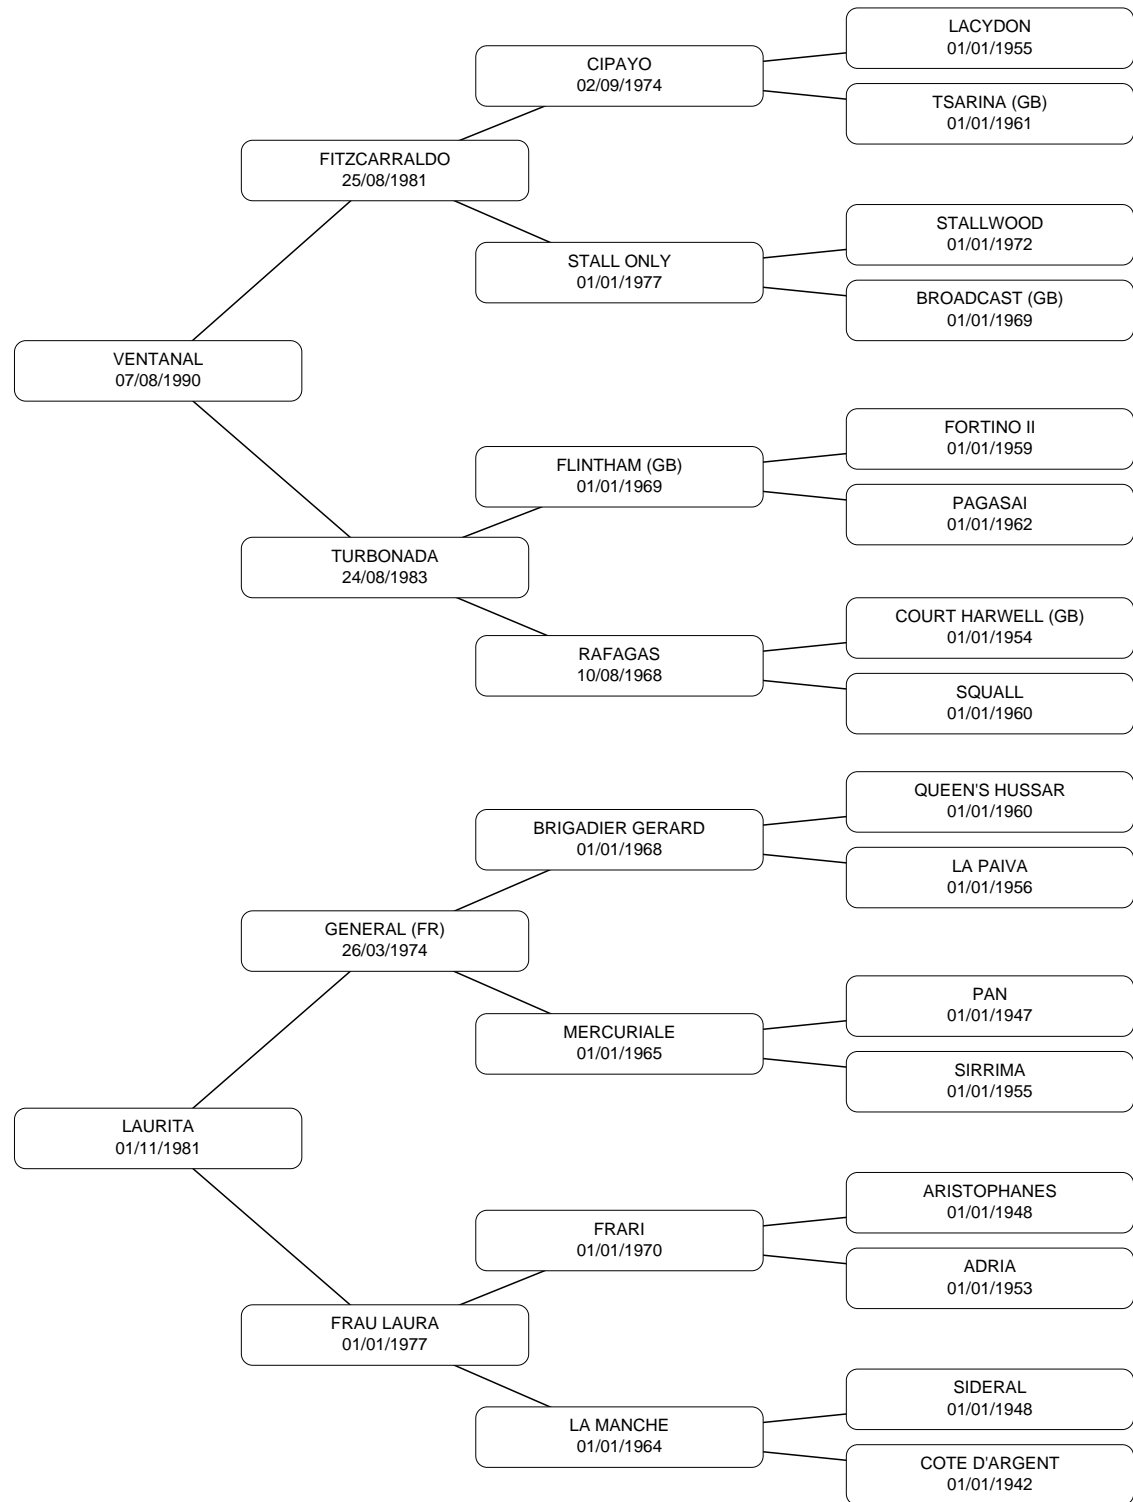 LACYDON
01/01/1955
CIPAYO
02/09/1974
TSARINA (GB)
01/01/1961
FITZCARRALDO
25/08/1981
STALLWOOD
01/01/1972
STALL ONLY
01/01/1977
BROADCAST (GB)
01/01/1969
VENTANAL
07/08/1990
FORTINO II
01/01/1959
FLINTHAM (GB)
01/01/1969
PAGASAI
01/01/1962
TURBONADA
24/08/1983
COURT HARWELL (GB)
01/01/1954
RAFAGAS
10/08/1968
SQUALL
01/01/1960
QUEEN'S HUSSAR
01/01/1960
BRIGADIER GERARD
01/01/1968
LA PAIVA
01/01/1956
GENERAL (FR)
26/03/1974
PAN
01/01/1947
MERCURIALE
01/01/1965
SIRRIMA
01/01/1955
LAURITA
01/11/1981
ARISTOPHANES
01/01/1948
FRARI
01/01/1970
ADRIA
01/01/1953
FRAU LAURA
01/01/1977
SIDERAL
01/01/1948
LA MANCHE
01/01/1964
COTE D'ARGENT
01/01/1942